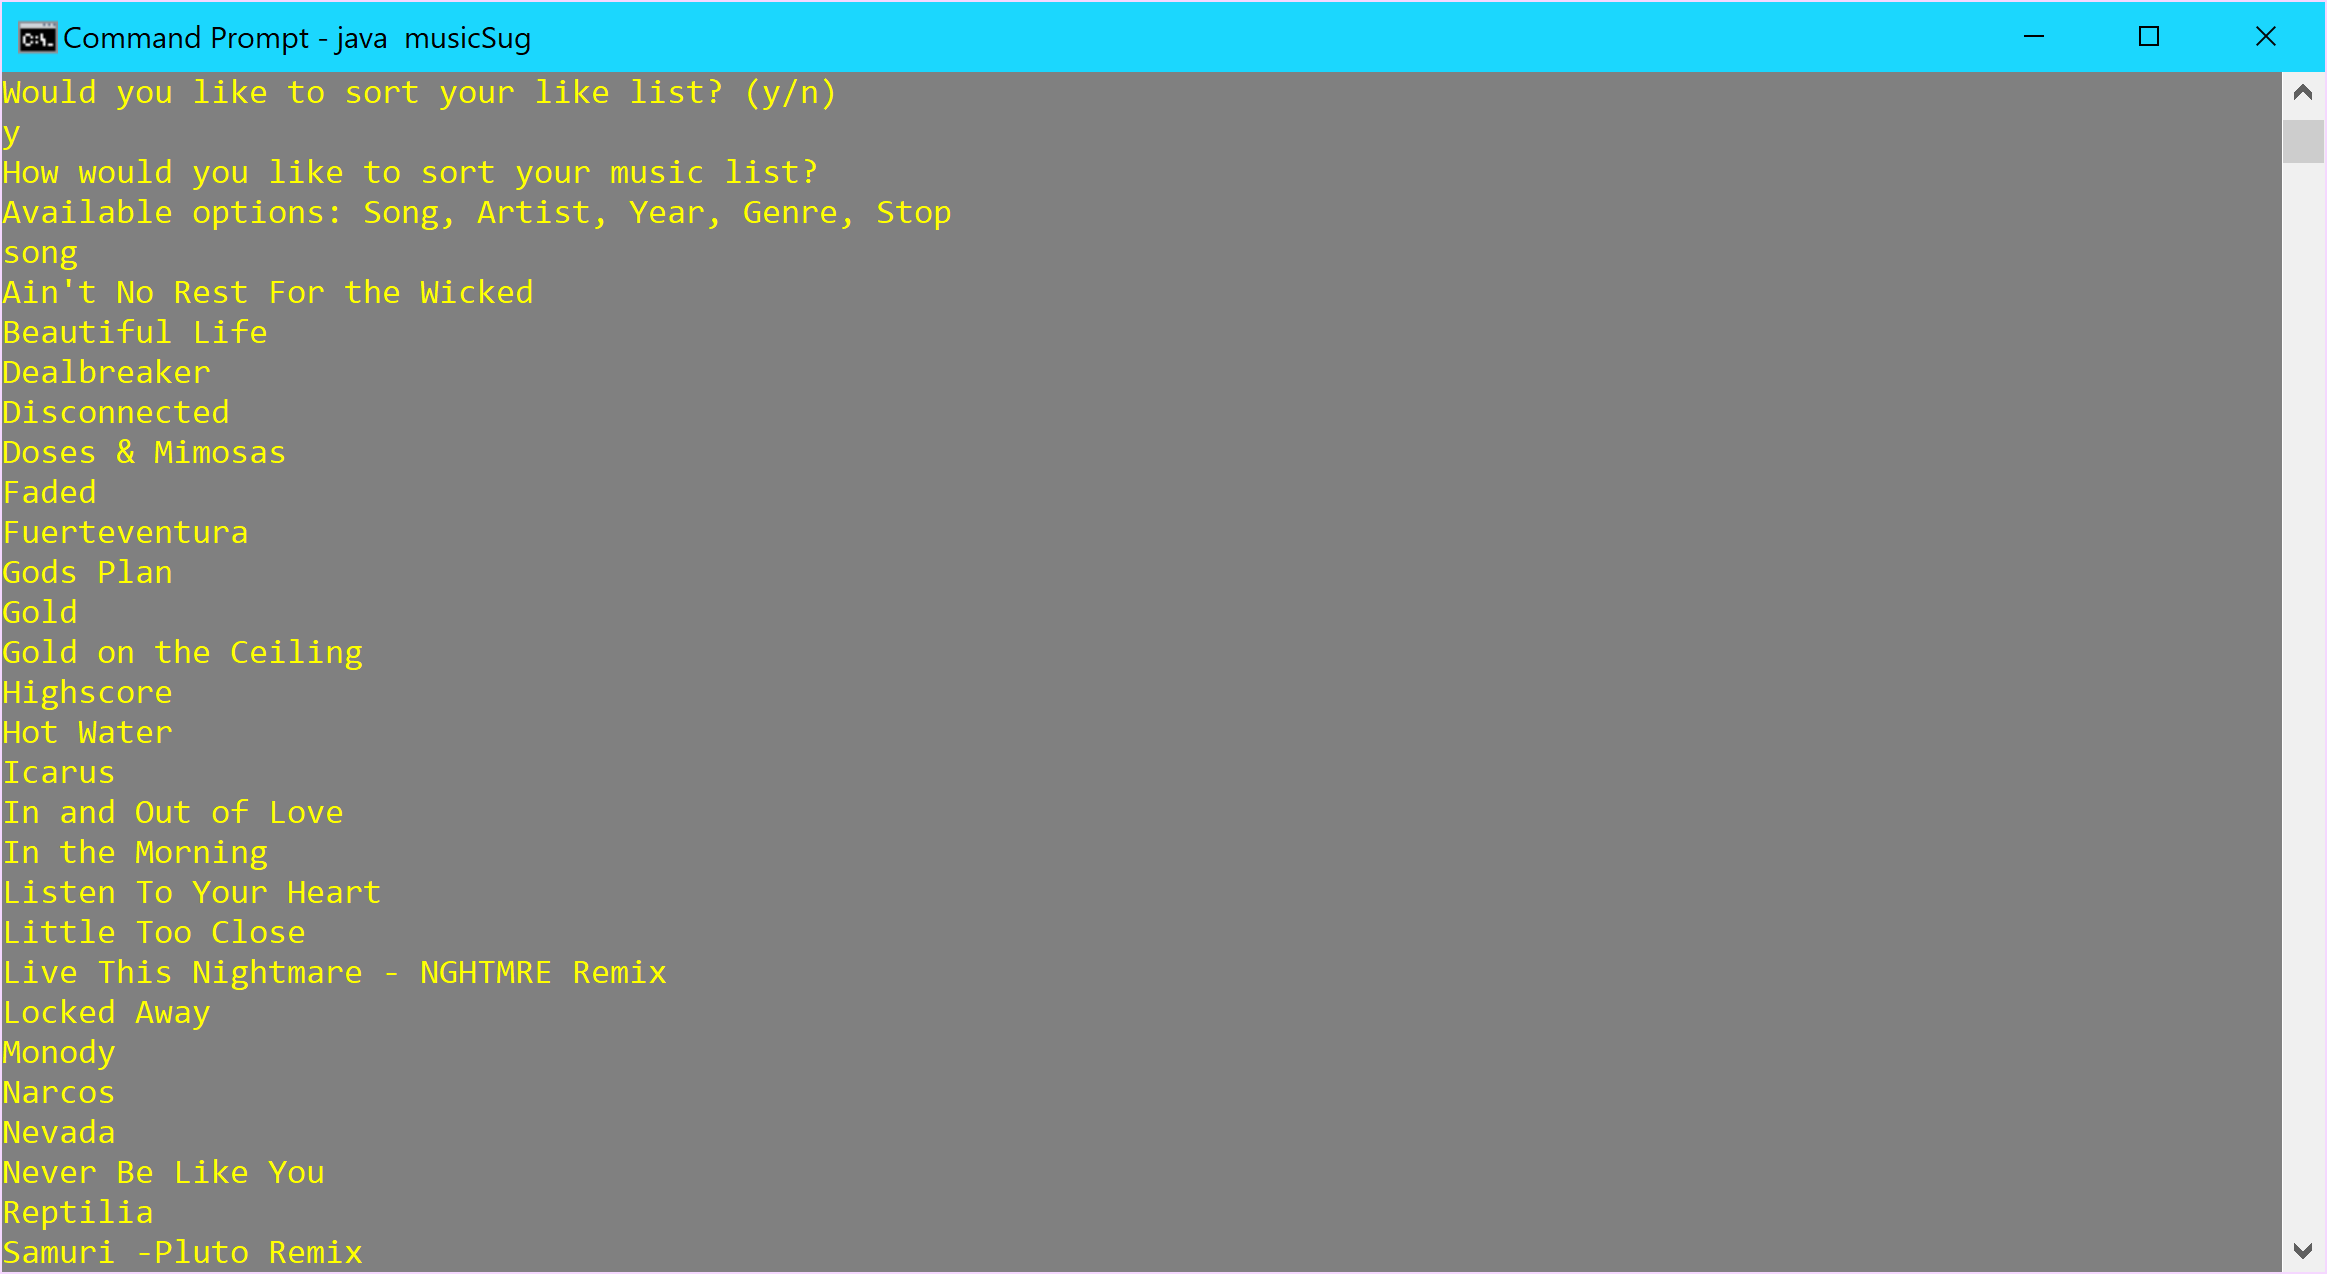 Command Prompt - java  musicSug
Would you like to sort your like list? (y/n)
y
How would you like to sort your music list?
Available options: Song, Artist, Year, Genre, Stop
song
Ain't No Rest For the Wicked
Beautiful Life
Dealbreaker
Disconnected
Doses & Mimosas
Faded
Fuerteventura
Gods Plan
Gold
Gold on the Ceiling
Highscore
Hot Water
Icarus
In and Out of Love
In the Morning
Listen To Your Heart
Little Too Close
Live This Nightmare - NGHTMRE Remix
Locked Away
Monody
Narcos
Nevada
Never Be Like You
Reptilia
Samuri -Pluto Remix